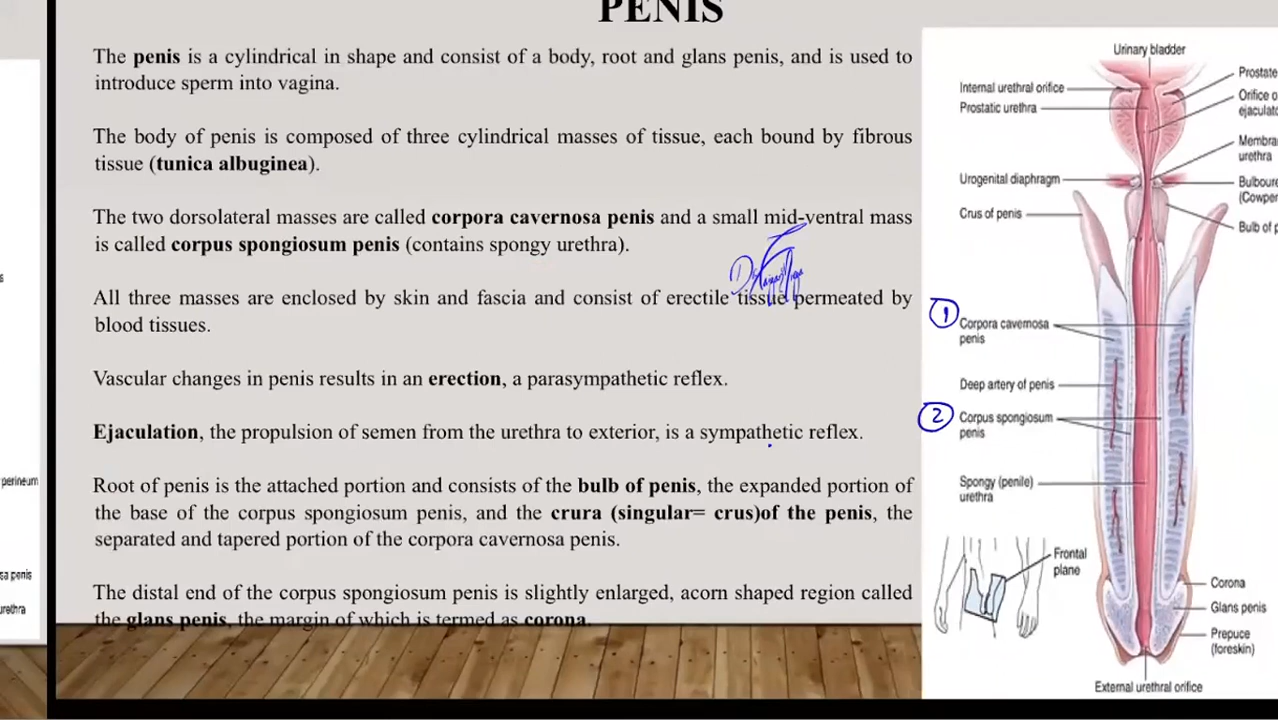 PENIS
The penis is a cylindrical in shape and consist of a body, root and glans penis, and is used to
introduce sperm into vagina.
The body of penis is composed of three cylindrical masses of tissue, each bound by fibrous
tissue (tunica albuginea).
The two dorsolateral masses are called corpora cavernosa penis and a small mid-ventral mass
is called corpus spongiosum penis (contains spongy urethra).
All three masses are enclosed by skin and fascia and consist of erectile tissue permeated by
blood tissues.
Vascular changes in penis results in an erection, a parasympathetic reflex.
Ejaculation, the propulsion of semen from the urethra to exterior, is a sympathetic reflex.
Root of penis is the attached portion and consists of the bulb of penis, the expanded portion of
the base of the corpus spongiosum penis, and the crura (singular= crus)of the penis, the
separated and tapered portion of the corpora cavernosa penis.
The distal end of the corpus spongiosum penis is slightly enlarged, acorn shaped region called
the glans penis, the margin of which is termed as corona.
perineum
sa penis
urethra
Urinary bladder
Internal urethral orifice
Prostatic urethra
Prostate
Orifice o
ejaculato
Membra
urethra
Urogenital diaphragm
Bulboure
(Cowper
Crus of penis
Bulb of p
1
Corpora cavernosa
penis
Deep artery of penis
2
Corpus spongiosum
penis
Spongy (penile)
urethra
Frontal
plane
Corona
Glans penis
Prepuce
(foreskin)
External urethral orifice